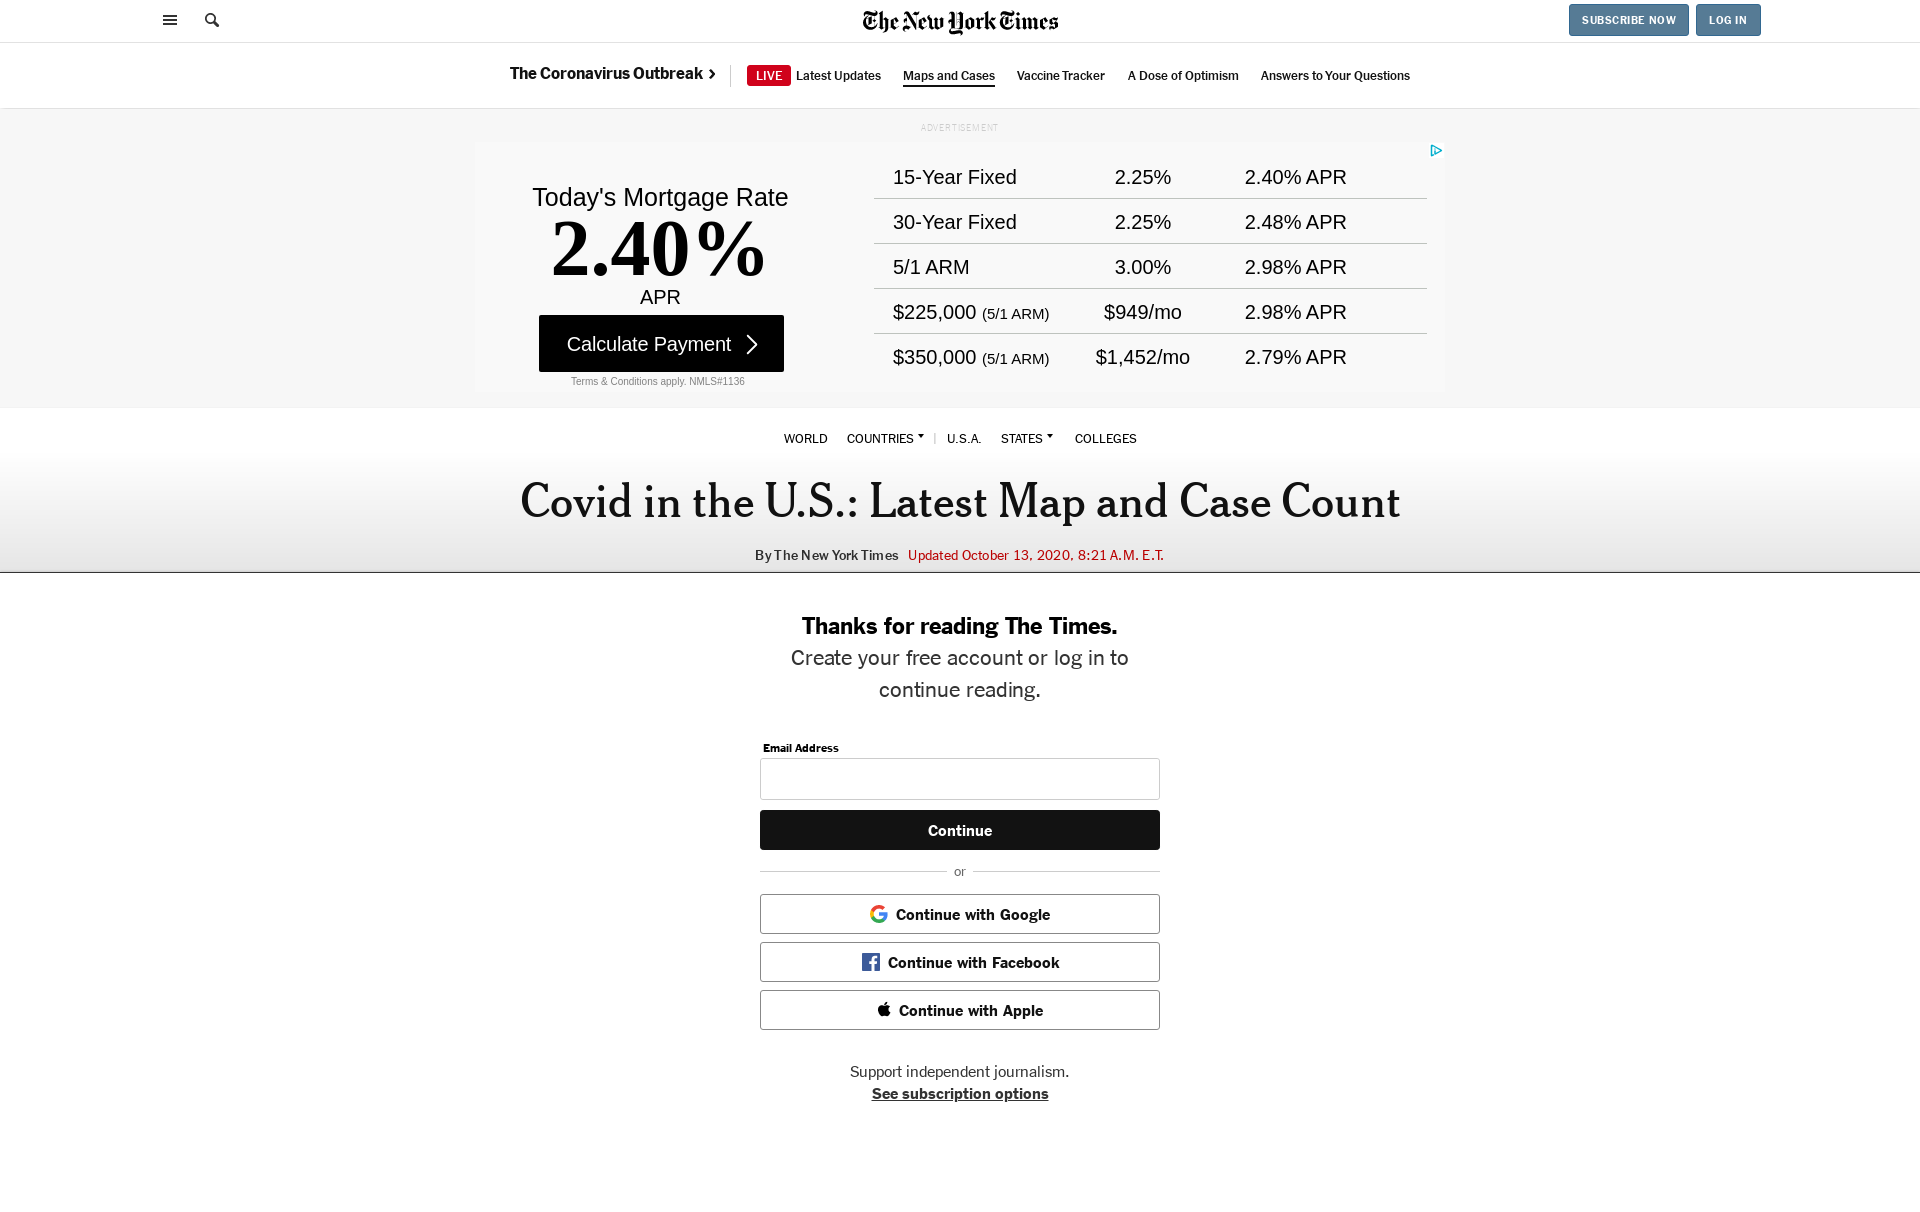 The New York Times
SUBSCRIBE NOW
LOG IN
The Coronavirus Outbreak
LIVE Latest Updates
Maps and Cases
Vaccine Tracker
A Dose of Optimism
Answers to Your Questions
ADVERTISEMENT
Today's Mortgage Rate
2.40%
APR
Calculate Payment
Terms & Conditions apply. NMLS#1136
15-Year Fixed 2.25% 2.40% APR
30-Year Fixed 2.25% 2.48% APR
5/1 ARM 3.00% 2.98% APR
$225,000 (5/1 ARM) $949/mo 2.98% APR
$350,000 (5/1 ARM) $1,452/mo 2.79% APR
WORLD COUNTRIES | U.S.A. STATES COLLEGES
Covid in the U.S.: Latest Map and Case Count
By The New York Times Updated October 13, 2020, 8:21 A.M. E.T.
Thanks for reading The Times.
Create your free account or log in to
continue reading.
Email Address
Continue
or
Continue with Google
Continue with Facebook
Continue with Apple
Support independent journalism.
See subscription options